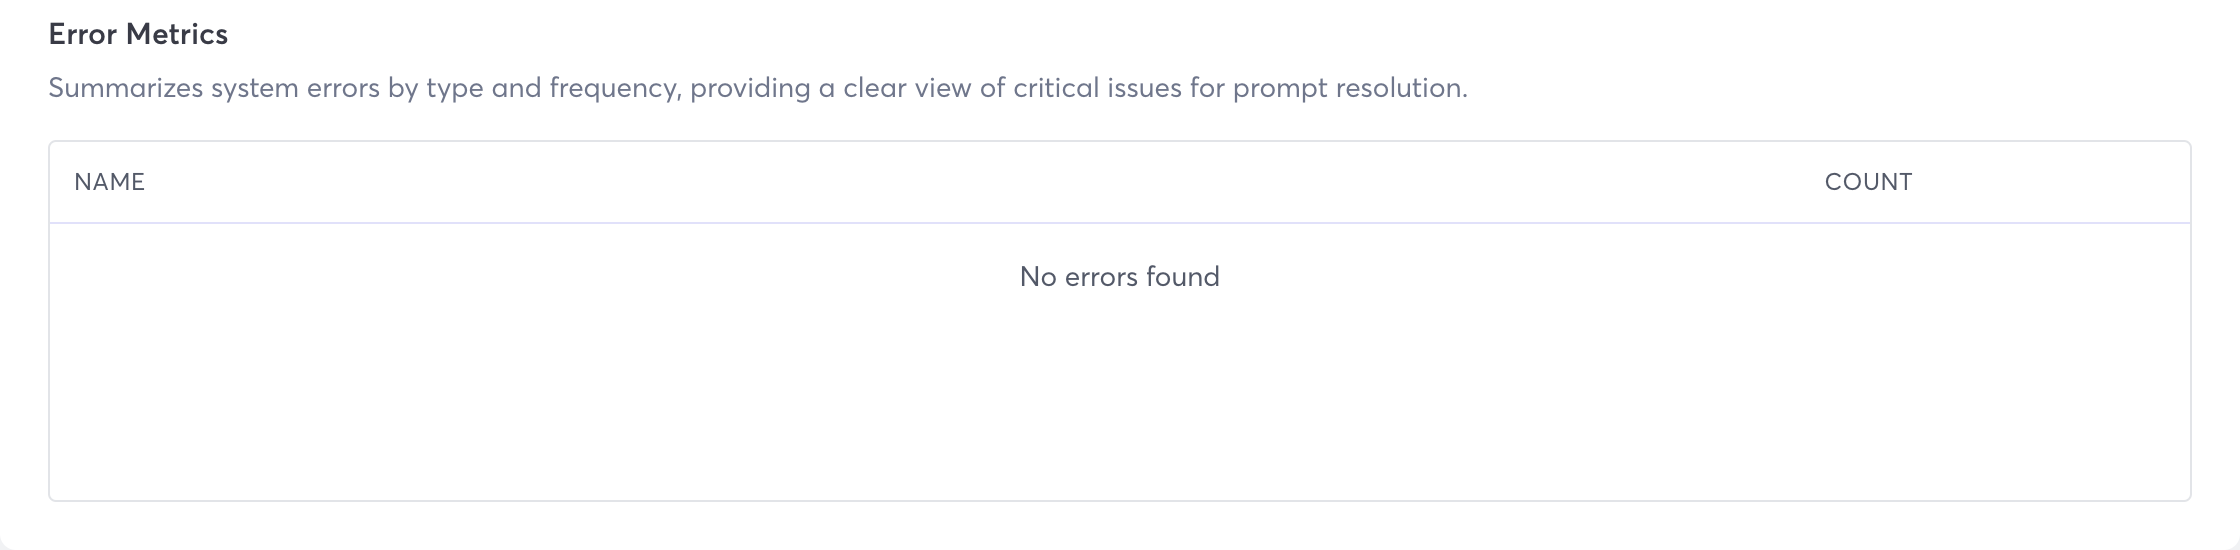 Error Metrics
Summarizes system errors by type and frequency, providing a clear view of critical issues for prompt resolution.
NAME COUNT
No errors found